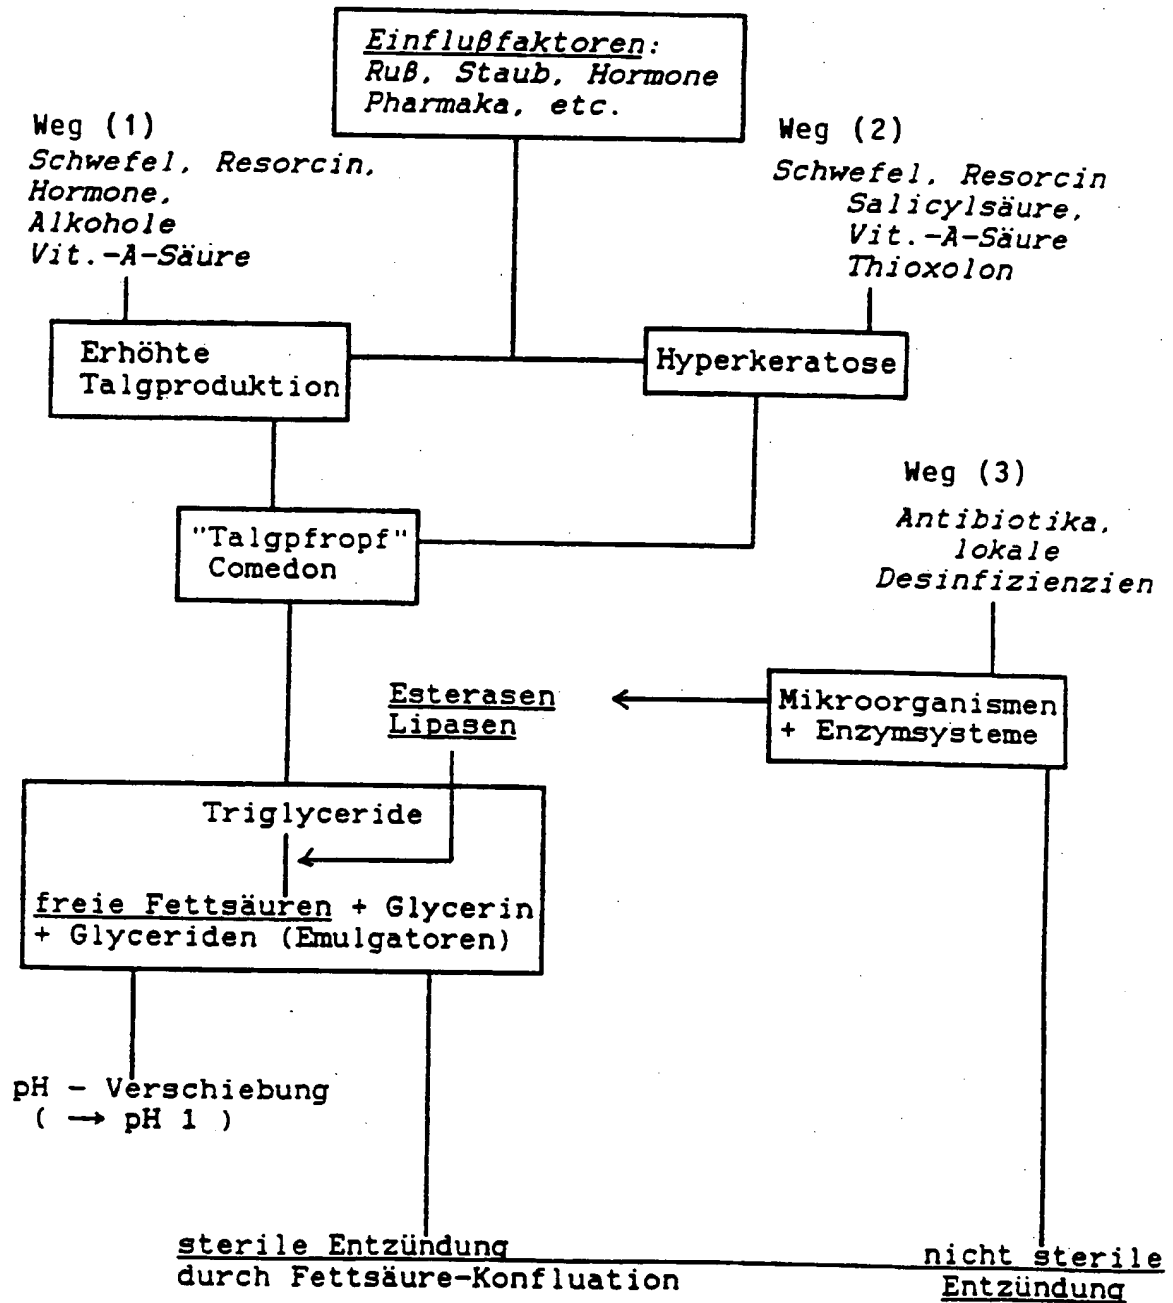 Einflußfaktoren:
Ruß, Staub, Hormone
Pharmaka, etc.
Weg (1)
Schwefel, Resorcin,
Hormone,
Alkohole
Vit.-A-Säure
Weg (2)
Schwefel, Resorcin
Salicylsäure,
Vit.-A-Säure
Thioxolon
Erhöhte
Talgproduktion
Hyperkeratose
"Talgpfropf"
Comedon
Weg (3)
Antibiotika,
lokale
Desinfizienzien
Esterasen
Lipasen
Mikroorganismen
+ Enzymsysteme
Triglyceride
freie Fettsäuren + Glycerin
+ Glyceriden (Emulgatoren)
pH - Verschiebung
( → pH 1 )
sterile Entzündung
durch Fettsäure-Konfluation
nicht sterile
Entzündung